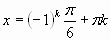 x = (−1)^k π/6 + πk